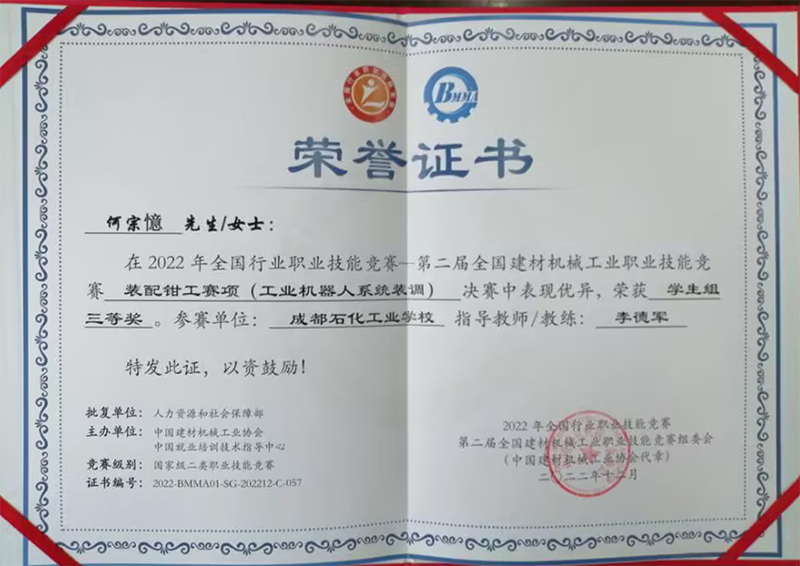 BMMA
荣誉证书
何宗憶 先生/女士：
在 2022 年全国行业职业技能竞赛—第二届全国建材机械工业职业技能竞
赛 装配钳工赛项（工业机器人系统装调） 决赛中表现优异，荣获 学生组
三等奖 。参赛单位： 成都石化工业学校 指导教师/教练： 李德军
特发此证，以资鼓励！
批复单位： 人力资源和社会保障部
主办单位： 中国建材机械工业协会
中国就业培训技术指导中心
竞赛级别： 国家级二类职业技能竞赛
证书编号： 2022-BMMA01-SG-202212-C-057
2022 年全国行业职业技能竞赛
第二届全国建材机械工业职业技能竞赛组委会
（中国建材机械工业协会代章）
二〇二二年十二月